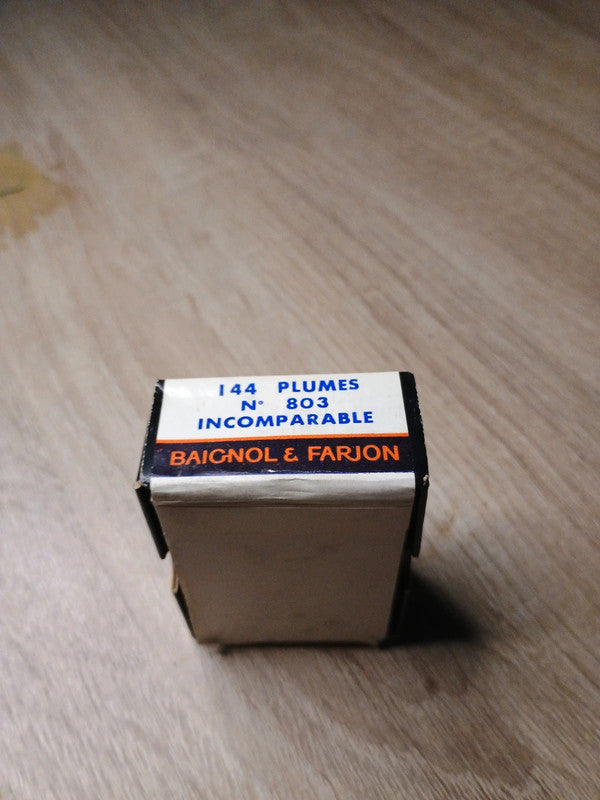 144 PLUMES
N° 803
INCOMPARABLE
BAIGNOL & FARJON